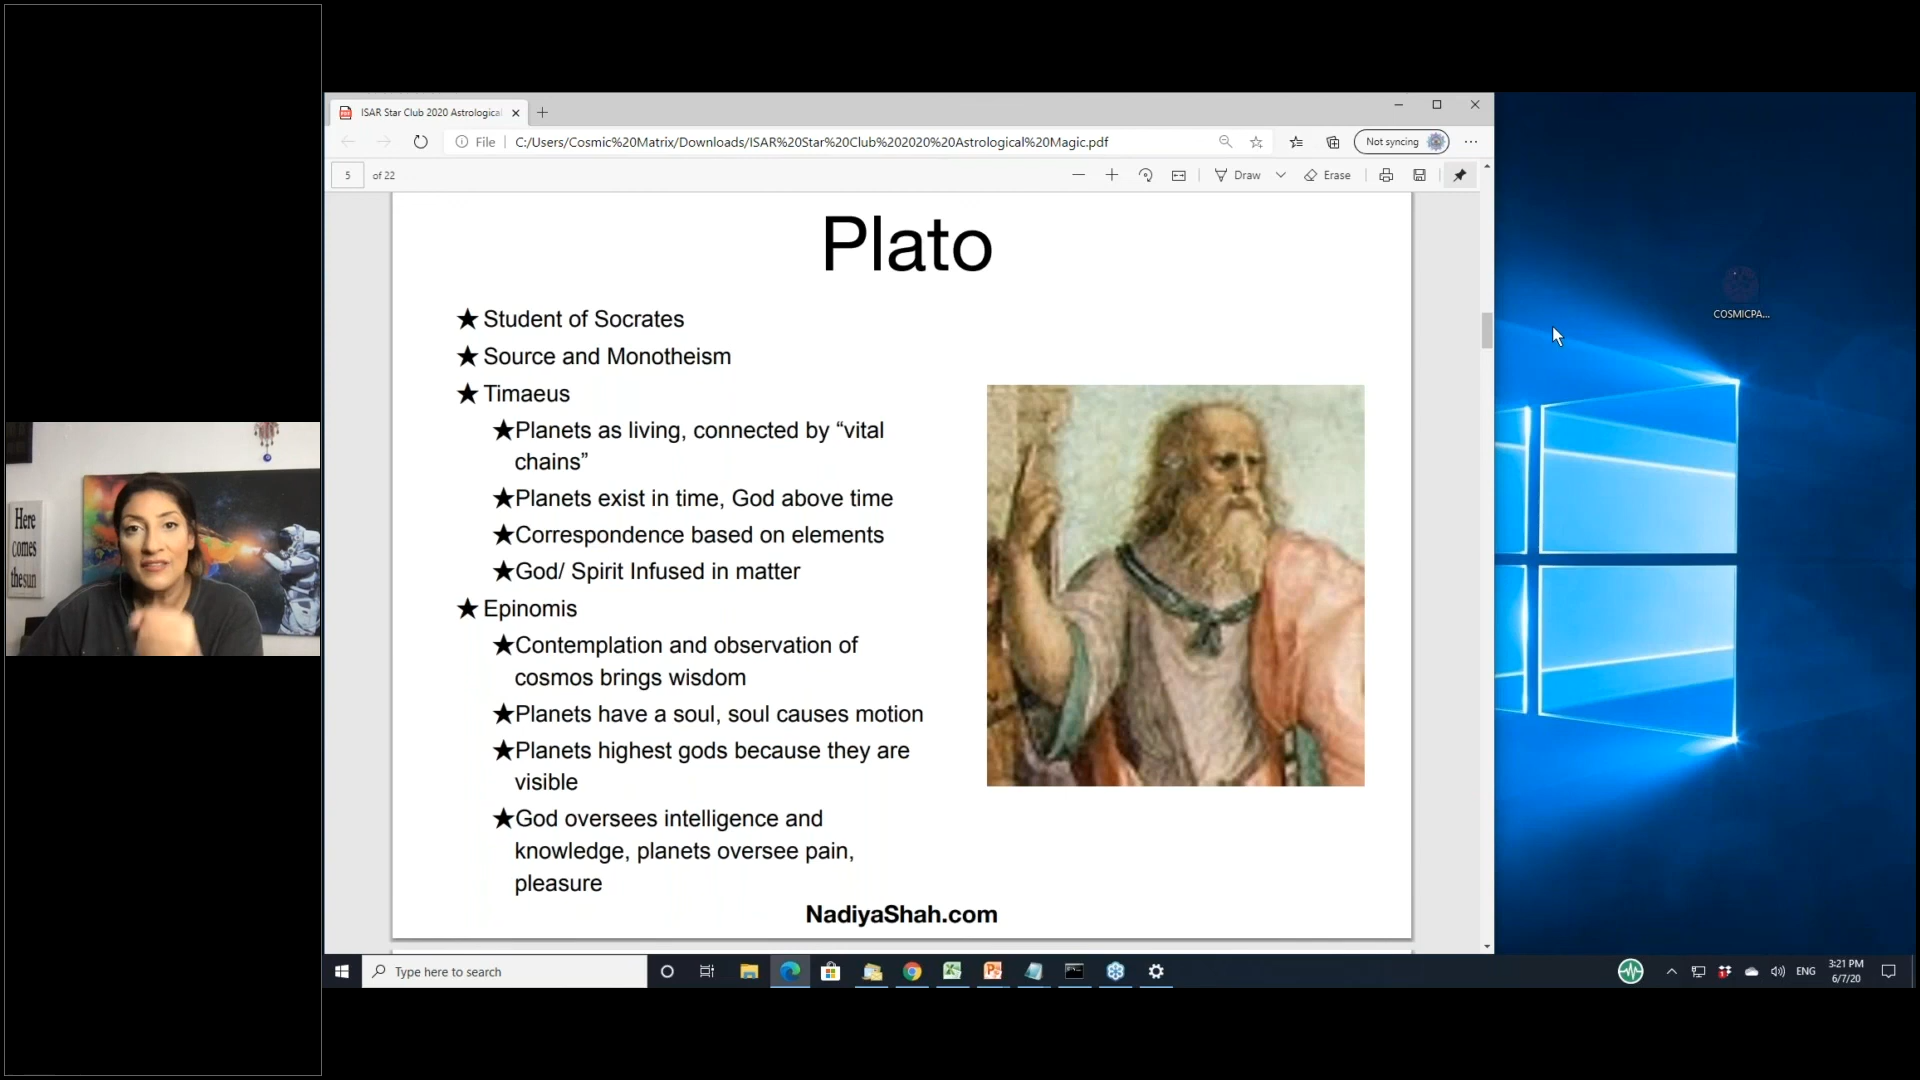 ISAR Star Club 2020 Astrologica
File
C:/Users/Cosmic%20Matrix/Downloads/ISAR%20Star%20Club%202020%20Astrological%20Magic.pdf
Not syncing
5 of 22
Draw
Erase
Plato
★ Student of Socrates
★ Source and Monotheism
★ Timaeus
★Planets as living, connected by “vital
chains”
★Planets exist in time, God above time
★Correspondence based on elements
★God/ Spirit Infused in matter
★ Epinomis
★Contemplation and observation of
cosmos brings wisdom
★Planets have a soul, soul causes motion
★Planets highest gods because they are
visible
★God oversees intelligence and
knowledge, planets oversee pain,
pleasure
NadiyaShah.com
Here
comes
the sun
COSMICPA...
Type here to search
ENG
3:21 PM
6/7/20